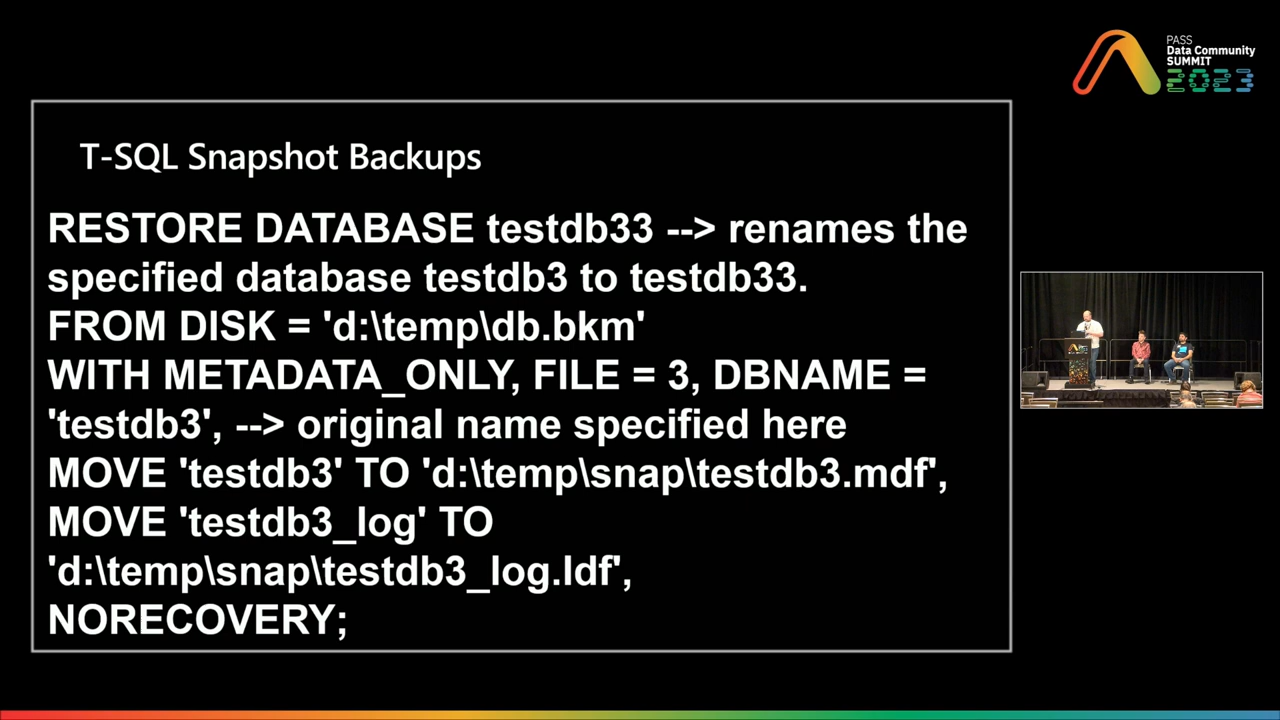 PASS
Data Community
SUMMIT
2023
T-SQL Snapshot Backups
RESTORE DATABASE testdb33 --> renames the
specified database testdb3 to testdb33.
FROM DISK = 'd:\temp\db.bkm'
WITH METADATA_ONLY, FILE = 3, DBNAME =
'testdb3', --> original name specified here
MOVE 'testdb3' TO 'd:\temp\snap\testdb3.mdf',
MOVE 'testdb3_log' TO
'd:\temp\snap\testdb3_log.ldf',
NORECOVERY;